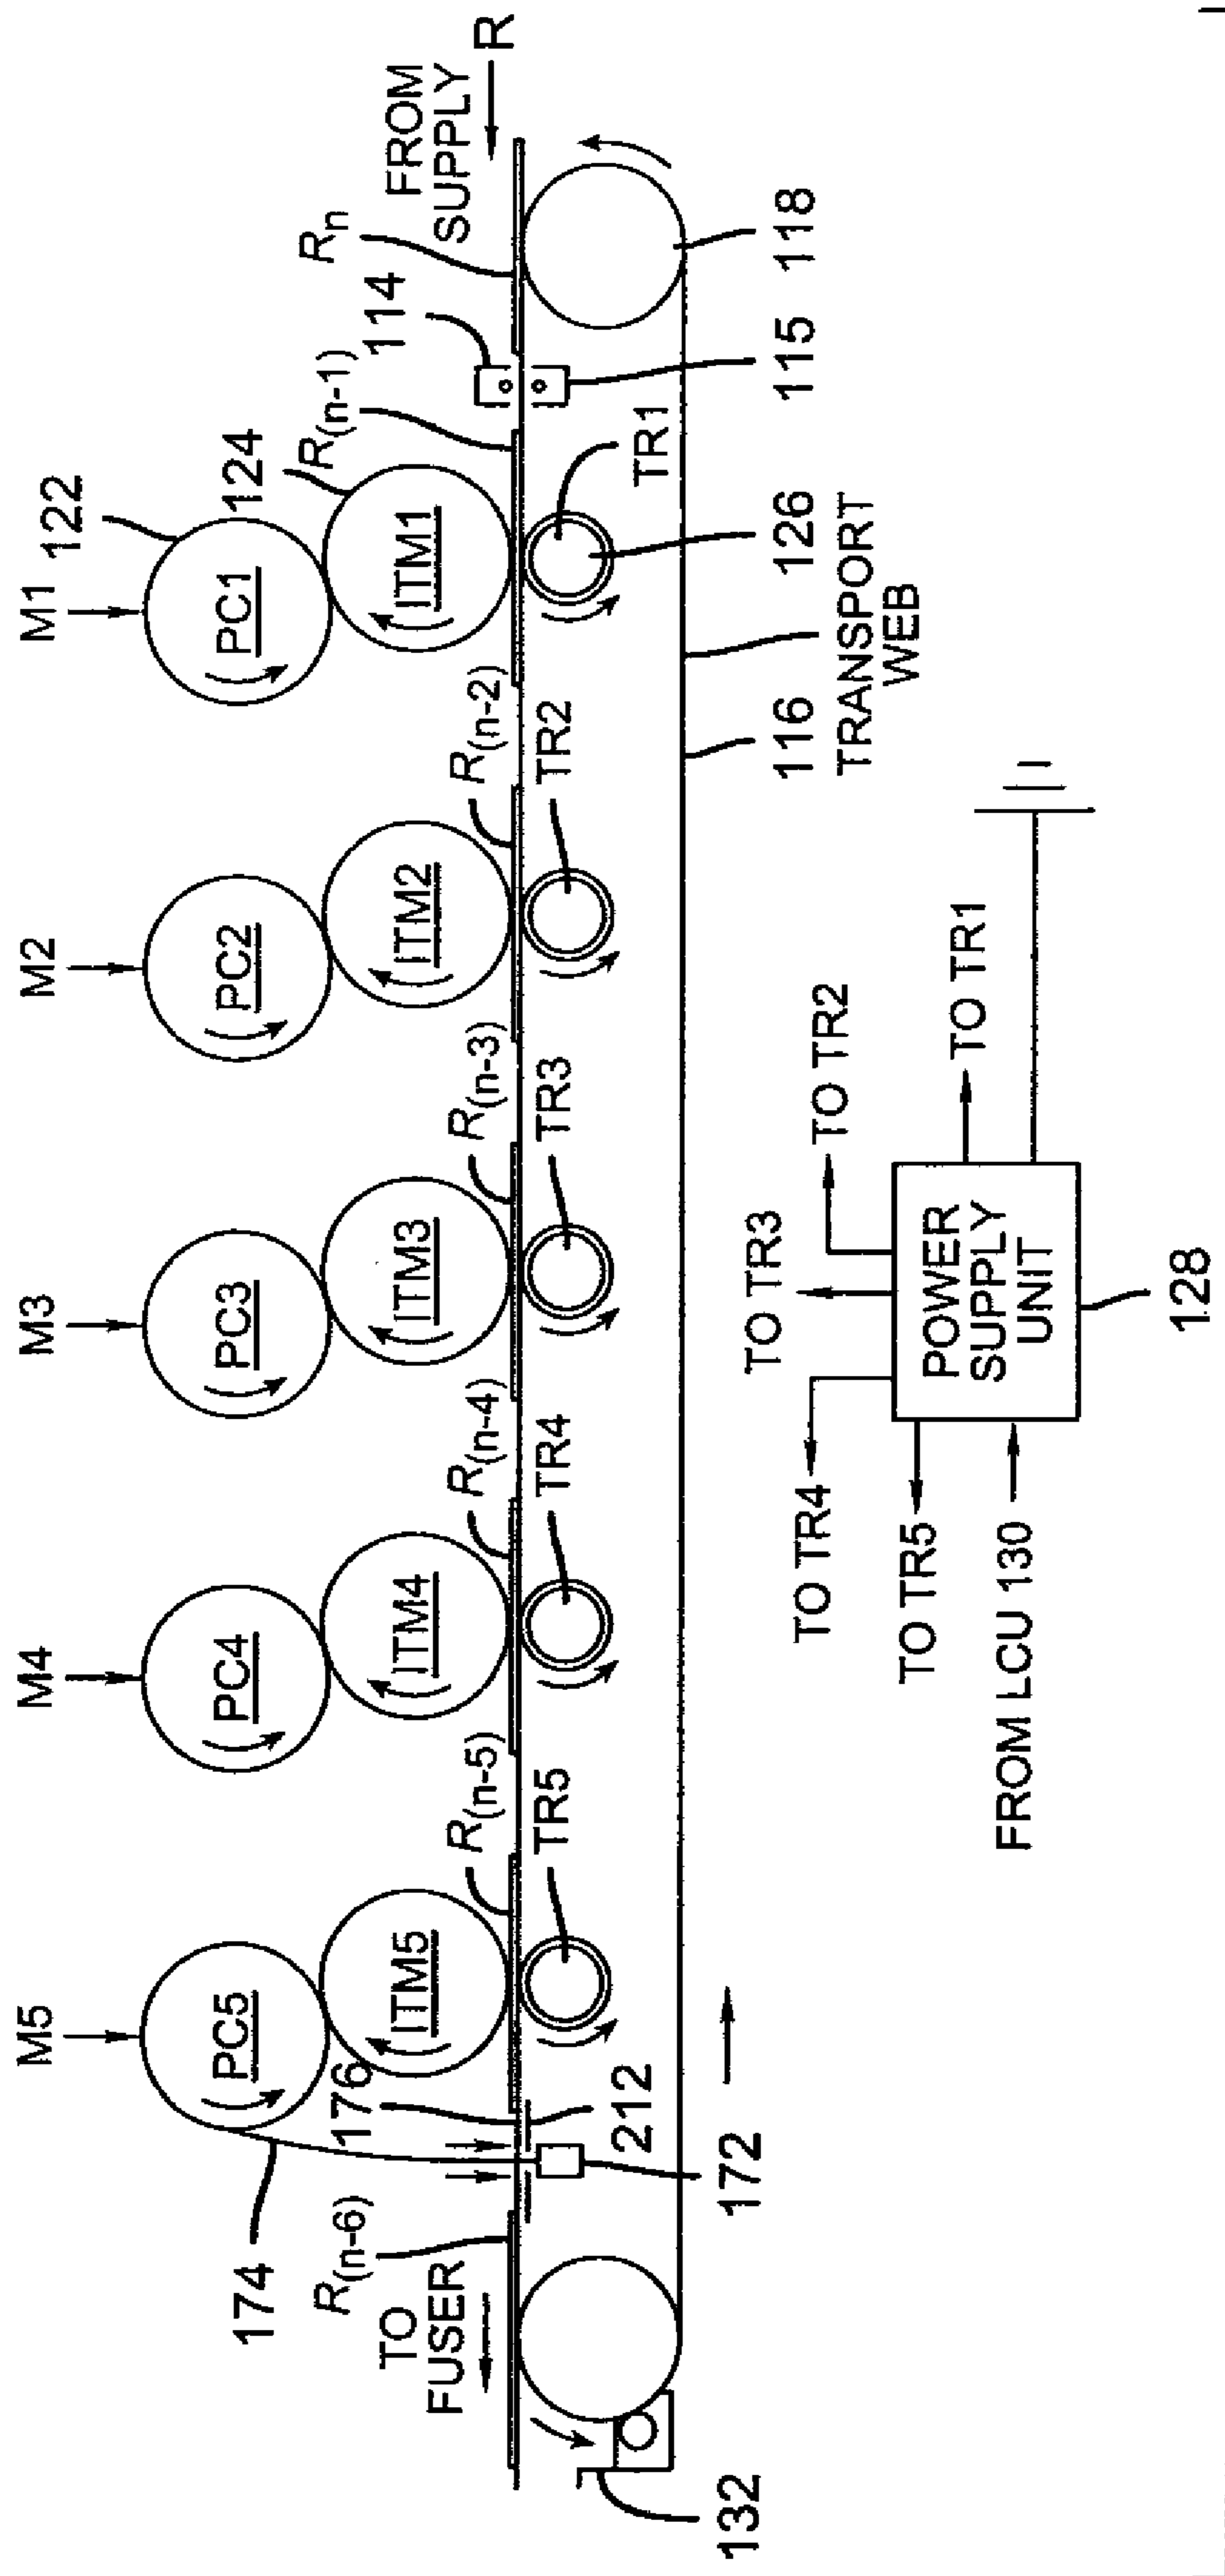 M5
M4
M3
M2
M1
122
PC5
PC4
PC3
PC2
PC1
174
124
R(n-6)
176
ITM5
ITM4
ITM3
ITM2
ITM1
R(n-5)
R(n-4)
R(n-3)
R(n-2)
R(n-1)
114
Rn
FROM
SUPPLY
R
TO
FUSER
TR5
TR4
TR3
TR2
TR1
212
132
172
116
126
115
118
TRANSPORT
WEB
TO TR3
TO TR4
TO TR2
TO TR5
TO TR1
FROM LCU 130
POWER
SUPPLY
UNIT
128